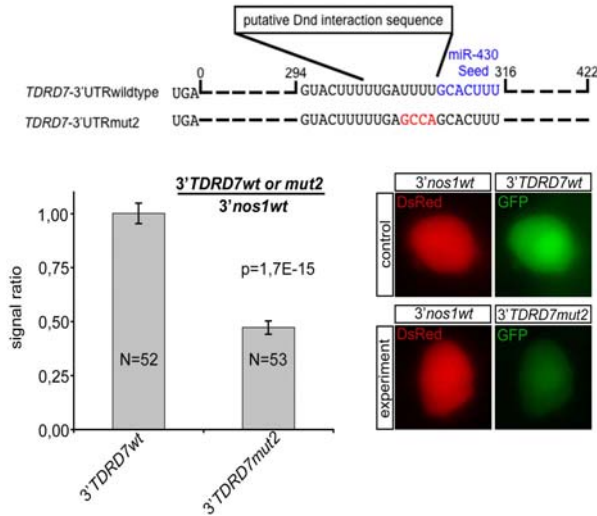 putative Dnd interaction sequence
miR-430
Seed
0 294 316 422
TDRD7-3'UTRwildtype UGA GUACUUUUUGAUUUUGCACUUU
TDRD7-3'UTRmut2 UGA GUACUUUUUGAGCCAGCACUUU
3'TDRD7wt or mut2
3'nos1wt
signal ratio
1,00
0,75
0,50
0,25
0,00
p=1,7E-15
N=52
N=53
3'TDRD7wt
3'TDRD7mut2
3'nos1wt 3'TDRD7wt
control
DsRed GFP
3'nos1wt 3'TDRD7mut2
experiment
DsRed GFP